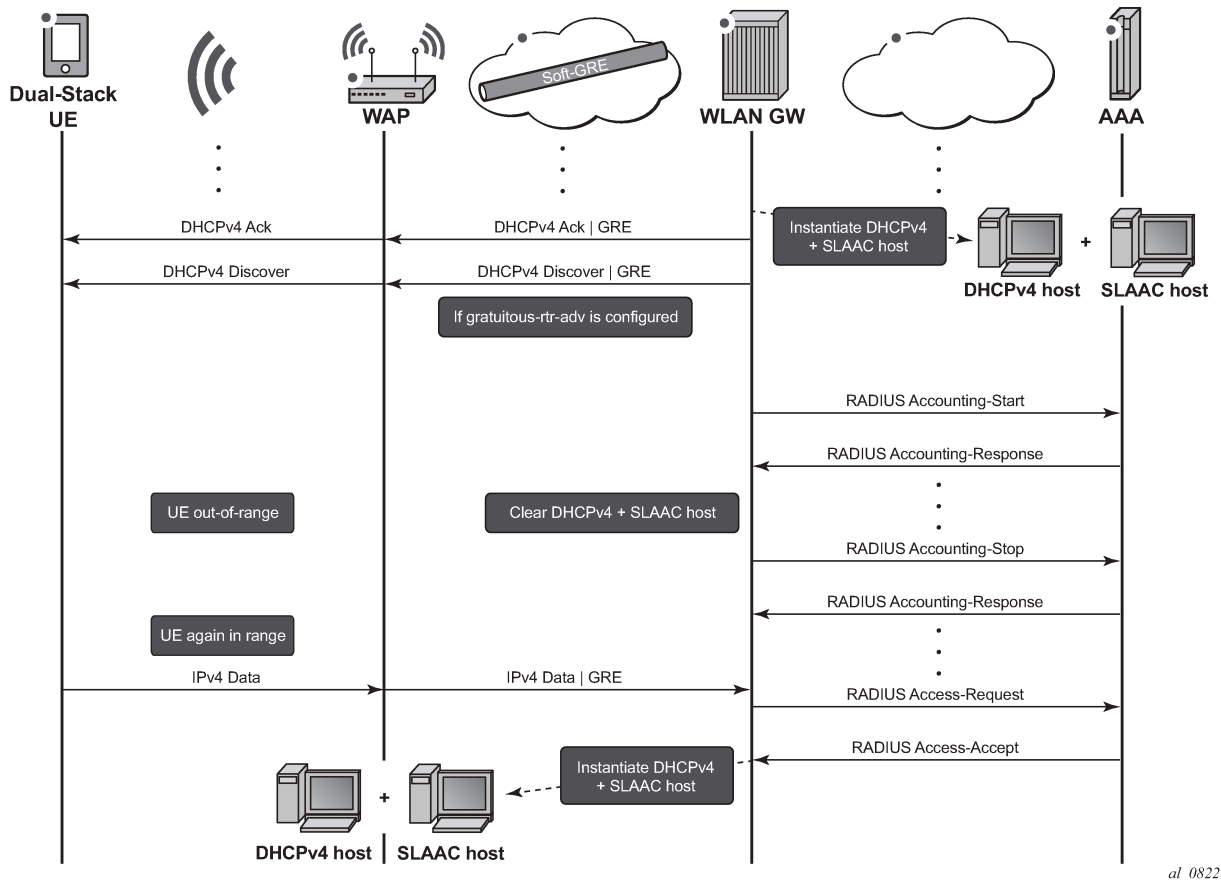 Soft-GRE
Dual-Stack
UE
WAP
WLAN GW
AAA
DHCPv4 Ack
DHCPv4 Ack | GRE
Instantiate DHCPv4
+ SLAAC host
+
DHCPv4 host
SLAAC host
DHCPv4 Discover
DHCPv4 Discover | GRE
If gratuitous-rtr-adv is configured
RADIUS Accounting-Start
RADIUS Accounting-Response
UE out-of-range
Clear DHCPv4 + SLAAC host
RADIUS Accounting-Stop
RADIUS Accounting-Response
UE again in range
IPv4 Data
IPv4 Data | GRE
RADIUS Access-Request
RADIUS Access-Accept
Instantiate DHCPv4
+ SLAAC host
+
DHCPv4 host
SLAAC host
al_0822